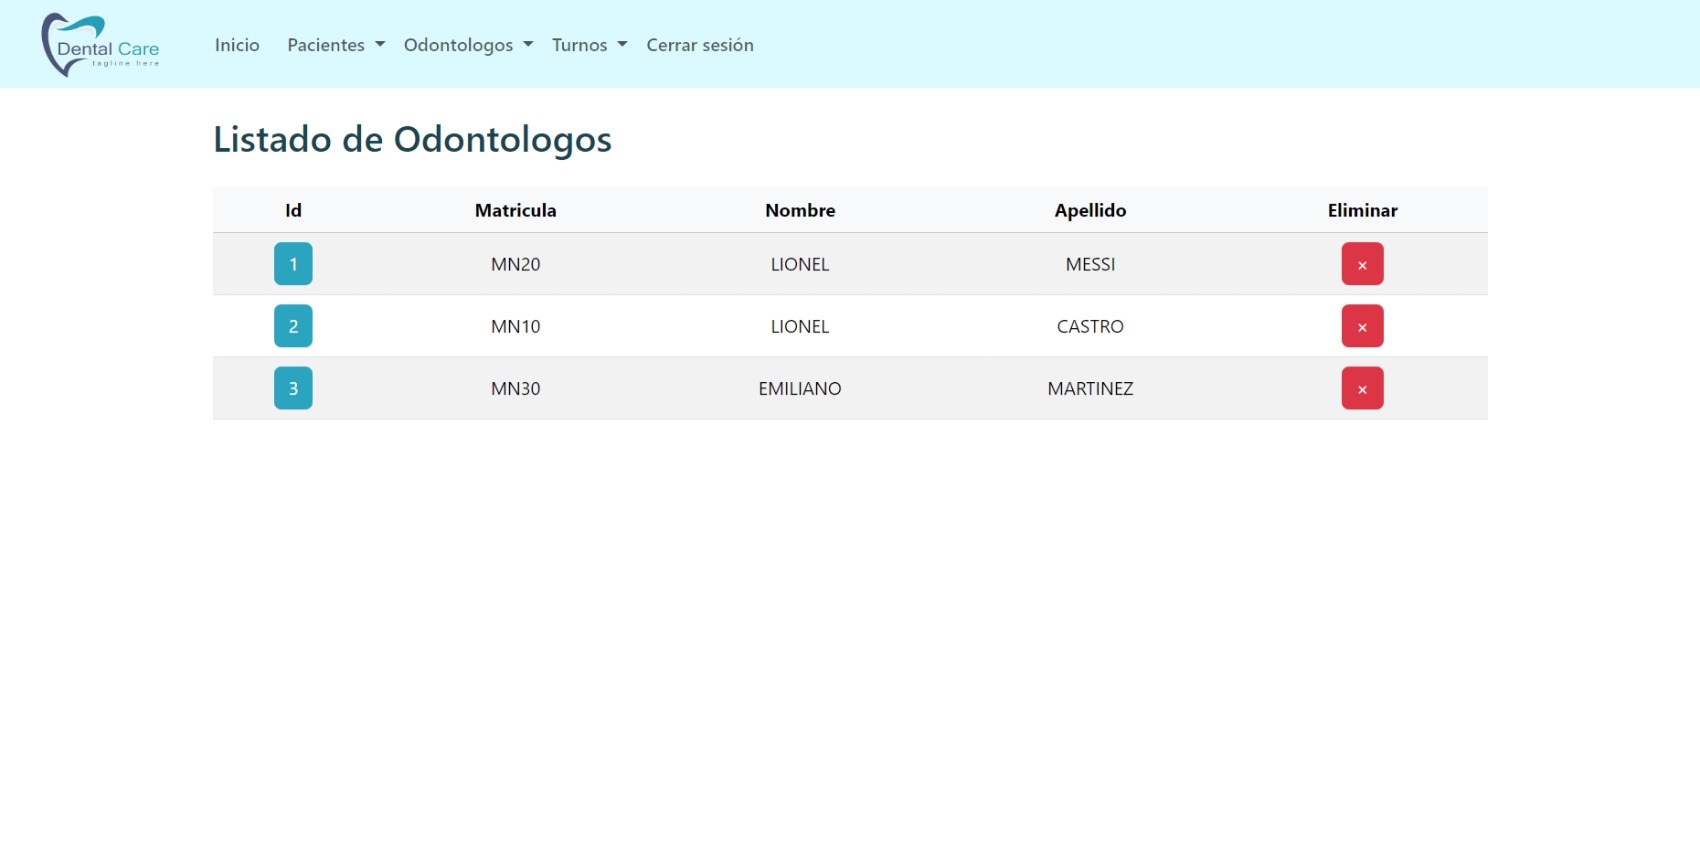 Dental Care
tagline here
Inicio Pacientes Odontologos Turnos Cerrar sesión
Listado de Odontologos
Id Matricula Nombre Apellido Eliminar
1 MN20 LIONEL MESSI ×
2 MN10 LIONEL CASTRO ×
3 MN30 EMILIANO MARTINEZ ×